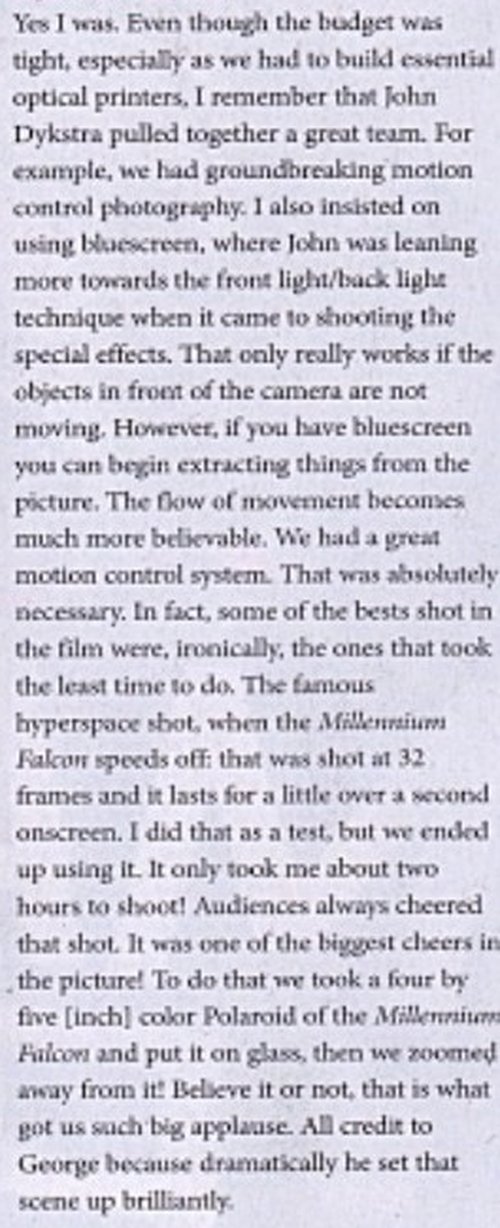 Yes I was. Even though the budget was
tight, especially as we had to build essential
optical printers, I remember that John
Dykstra pulled together a great team. For
example, we had groundbreaking motion
control photography. I also insisted on
using bluescreen, where John was leaning
more towards the front light/back light
technique when it came to shooting the
special effects. That only really works if the
objects in front of the camera are not
moving. However, if you have bluescreen
you can begin extracting things from the
picture. The flow of movement becomes
much more believable. We had a great
motion control system. That was absolutely
necessary. In fact, some of the bests shot in
the film were, ironically, the ones that took
the least time to do. The famous
hyperspace shot, when the Millennium
Falcon speeds off: that was shot at 32
frames and it lasts for a little over a second
onscreen. I did that as a test, but we ended
up using it. It only took me about two
hours to shoot! Audiences always cheered
that shot. It was one of the biggest cheers in
the picture! To do that we took a four by
five [inch] color Polaroid of the Millennium
Falcon and put it on glass, then we zoomed
away from it! Believe it or not, that is what
got us such big applause. All credit to
George because dramatically he set that
scene up brilliantly.